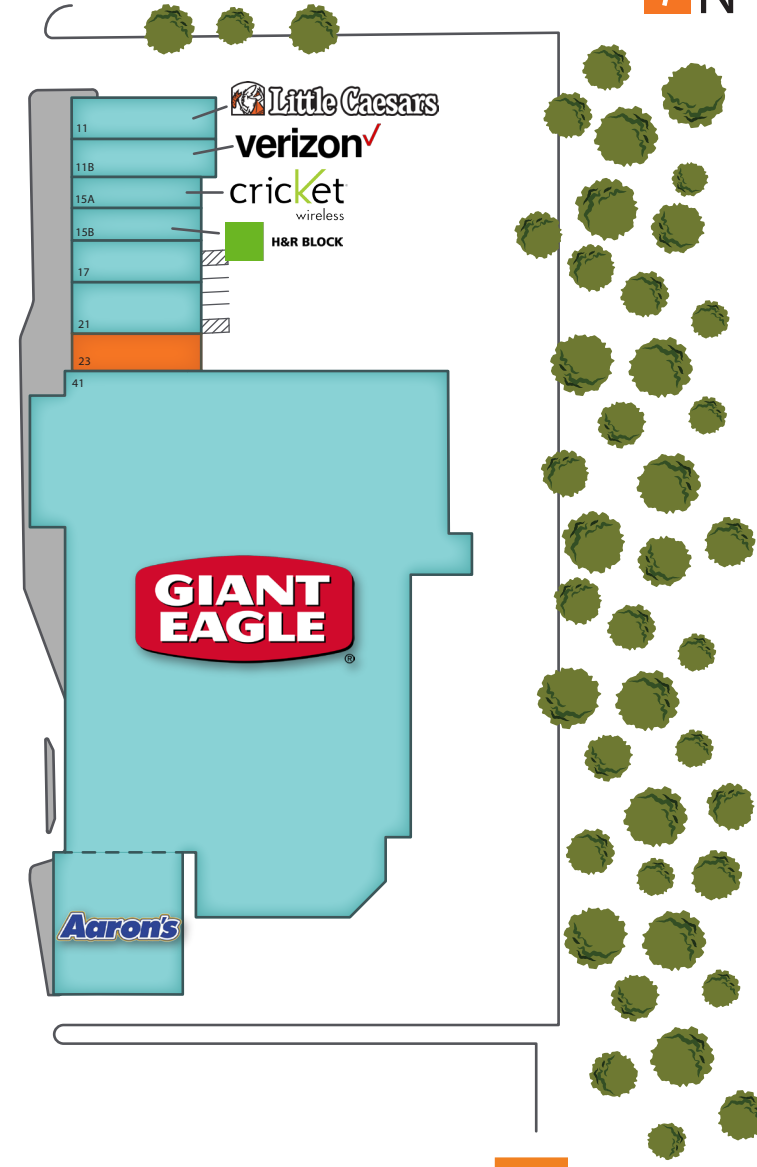 N
11
Little Caesars
11B
verizon✓
15A
cricket
wireless
15B
H&R BLOCK
17
21
23
41
GIANT
EAGLE
®
Aaron's